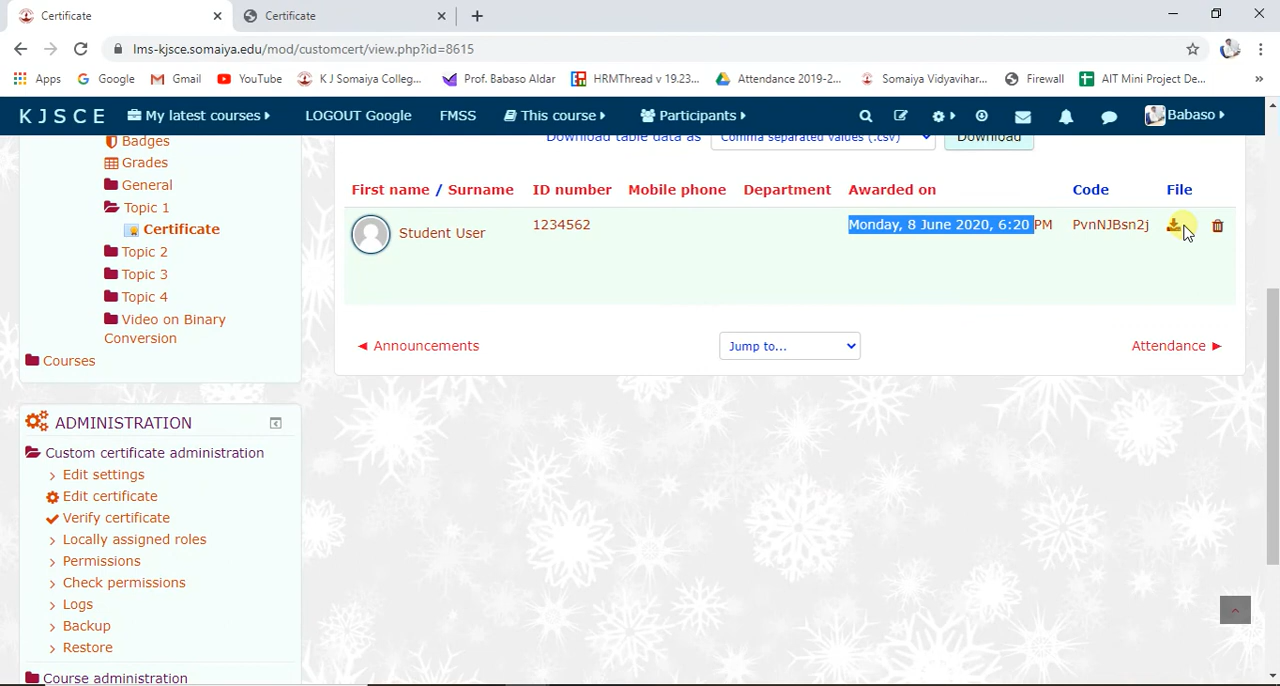 Certificate
Certificate
lms-kjsce.somaiya.edu/mod/customcert/view.php?id=8615
Apps Google Gmail YouTube K J Somaiya Colleg... Prof. Babaso Aldar HRMThread v 19.23... Attendance 2019-2... Somaiya Vidyavihar... Firewall AIT Mini Project De... »
K J S C E My latest courses LOGOUT Google FMSS This course Participants Babaso
Badges
Grades
General
Topic 1
Certificate
Topic 2
Topic 3
Topic 4
Video on Binary
Conversion
Courses
ADMINISTRATION
Custom certificate administration
Edit settings
Edit certificate
Verify certificate
Locally assigned roles
Permissions
Check permissions
Logs
Backup
Restore
Course administration
Download table data as Comma separated values (.csv) Download
First name / Surname ID number Mobile phone Department Awarded on Code File
Student User 1234562 Monday, 8 June 2020, 6:20 PM PvnNJBsn2j
◄ Announcements Jump to... Attendance ►